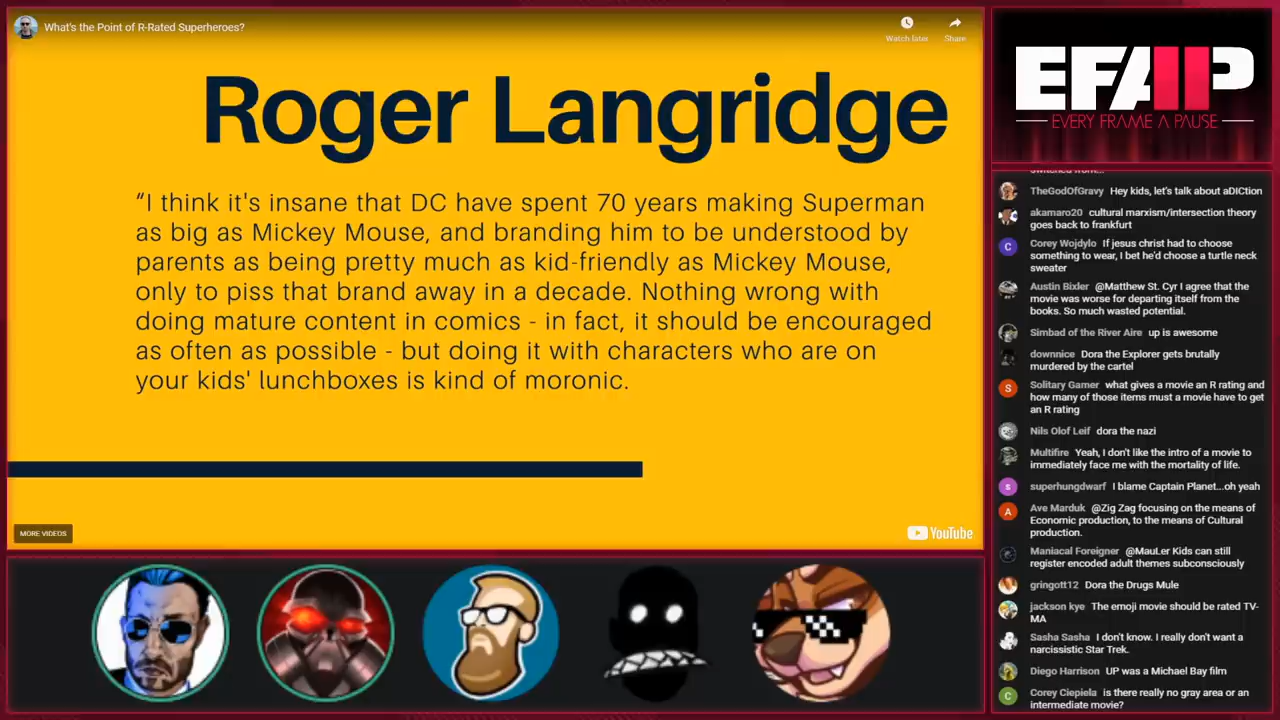 What's the Point of R-Rated Superheroes?
Watch later
Share
Roger Langridge
“I think it's insane that DC have spent 70 years making Superman
as big as Mickey Mouse, and branding him to be understood by
parents as being pretty much as kid-friendly as Mickey Mouse,
only to piss that brand away in a decade. Nothing wrong with
doing mature content in comics - in fact, it should be encouraged
as often as possible - but doing it with characters who are on
your kids' lunchboxes is kind of moronic.
MORE VIDEOS
YouTube
EFAP
EVERY FRAME A PAUSE
switched from...
TheGodOfGravy Hey kids, let's talk about aDICtion
akamaro20 cultural marxism/intersection theory
goes back to frankfurt
C
Corey Wojdylo If jesus christ had to choose
something to wear, I bet he'd choose a turtle neck
sweater
Austin Bixler @Matthew St. Cyr I agree that the
movie was worse for departing itself from the
books. So much wasted potential.
Simbad of the River Aire up is awesome
downnice Dora the Explorer gets brutally
murdered by the cartel
S
Solitary Gamer what gives a movie an R rating and
how many of those items must a movie have to get
an R rating
Nils Olof Leif dora the nazi
Multifire Yeah, I don't like the intro of a movie to
immediately face me with the mortality of life.
s
superhungdwarf I blame Captain Planet...oh yeah
A
Ave Marduk @Zig Zag focusing on the means of
Economic production, to the means of Cultural
production.
Maniacal Foreigner @MauLer Kids can still
register encoded adult themes subconsciously
gringott12 Dora the Drugs Mule
jackson kye The emoji movie should be rated TV-
MA
Sasha Sasha I don't know. I really don't want a
narcissistic Star Trek.
Diego Harrison UP was a Michael Bay film
C
Corey Ciepiela is there really no gray area or an
intermediate movie?